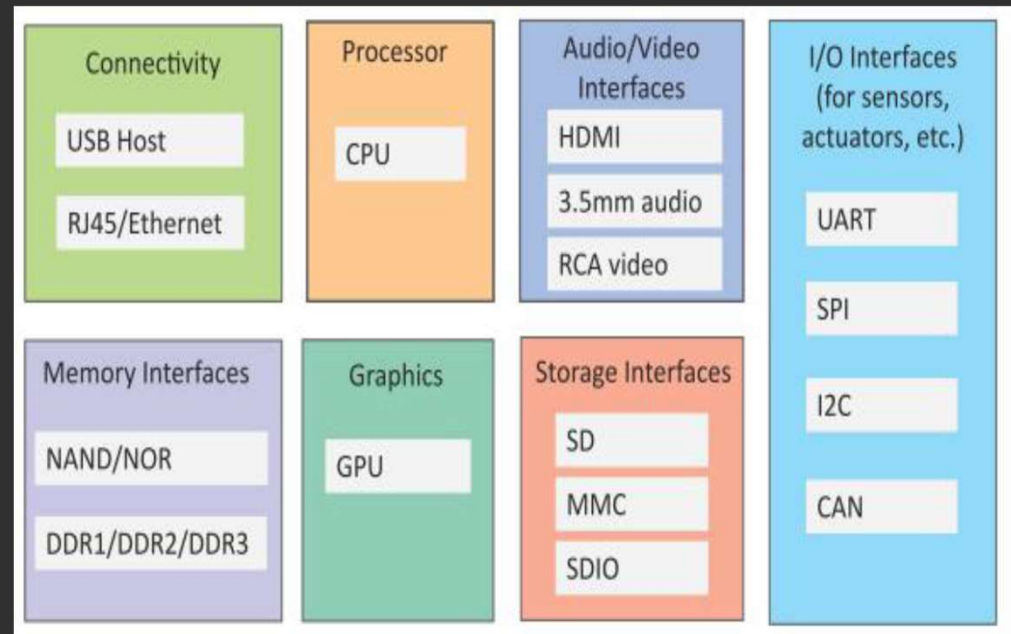 Connectivity
USB Host
RJ45/Ethernet
Processor
CPU
Audio/Video
Interfaces
HDMI
3.5mm audio
RCA video
I/O Interfaces
(for sensors,
actuators, etc.)
UART
SPI
I2C
CAN
Memory Interfaces
NAND/NOR
DDR1/DDR2/DDR3
Graphics
GPU
Storage Interfaces
SD
MMC
SDIO